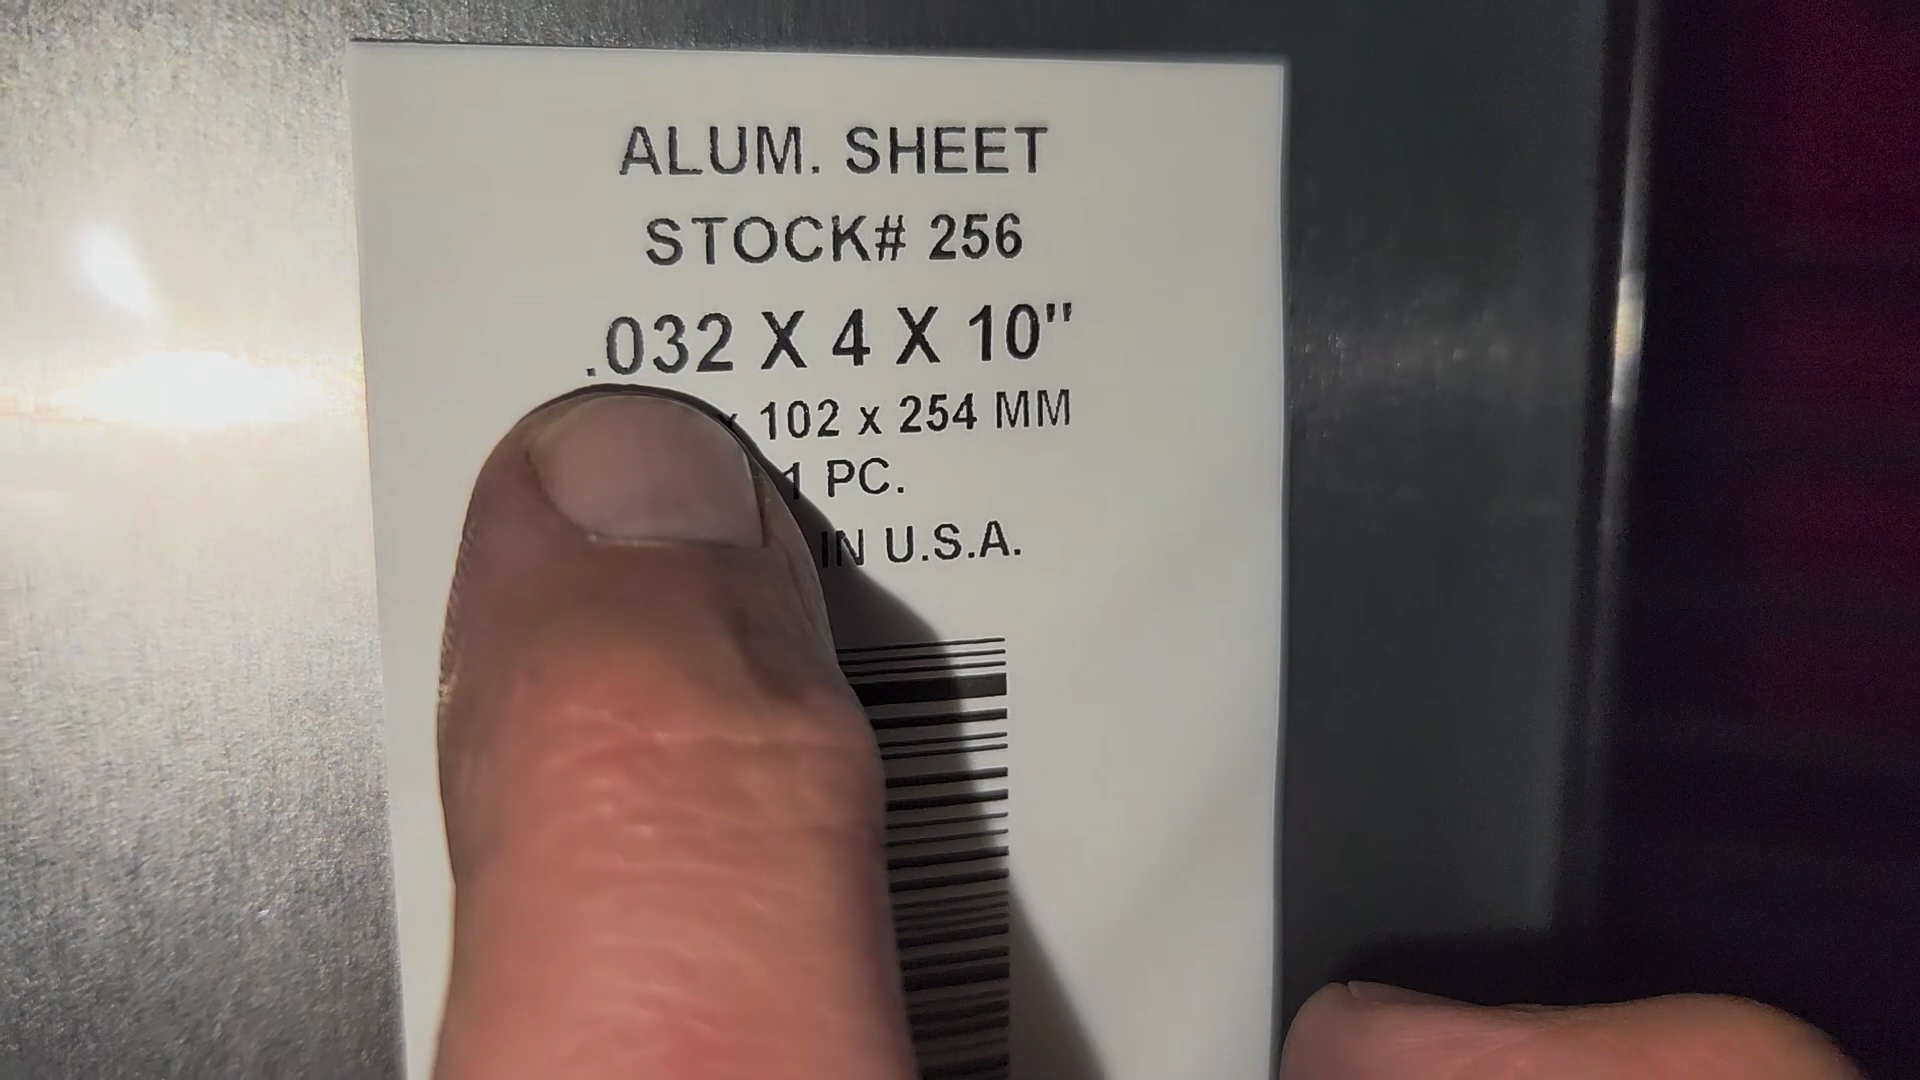 ALUM. SHEET
STOCK# 256
.032 X 4 X 10"
x 102 x 254 MM
1 PC.
IN U.S.A.